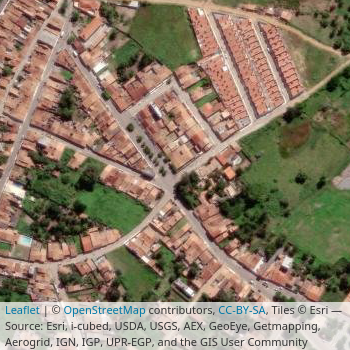 Leaflet | © OpenStreetMap contributors, CC-BY-SA, Tiles © Esri —
Source: Esri, i-cubed, USDA, USGS, AEX, GeoEye, Getmapping,
Aerogrid, IGN, IGP, UPR-EGP, and the GIS User Community